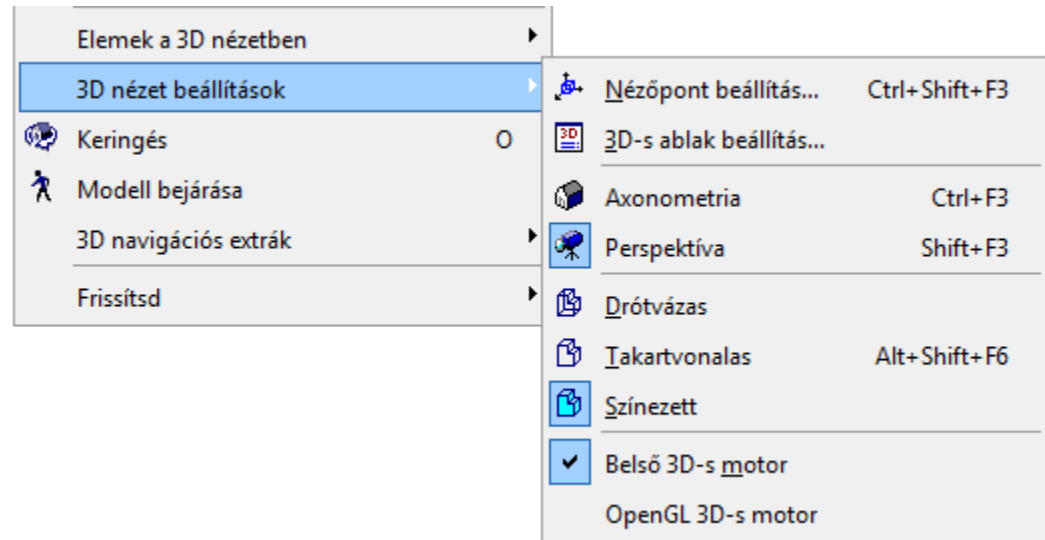 Elemek a 3D nézetben
3D nézet beállítások
Keringés O
Modell bejárása
3D navigációs extrák
Frissítsd
Nézőpont beállítás... Ctrl+Shift+F3
3D
3D-s ablak beállítás...
Axonometria Ctrl+F3
Perspektíva Shift+F3
Drótvázas
Takartvonalas Alt+Shift+F6
Színezett
Belső 3D-s motor
OpenGL 3D-s motor